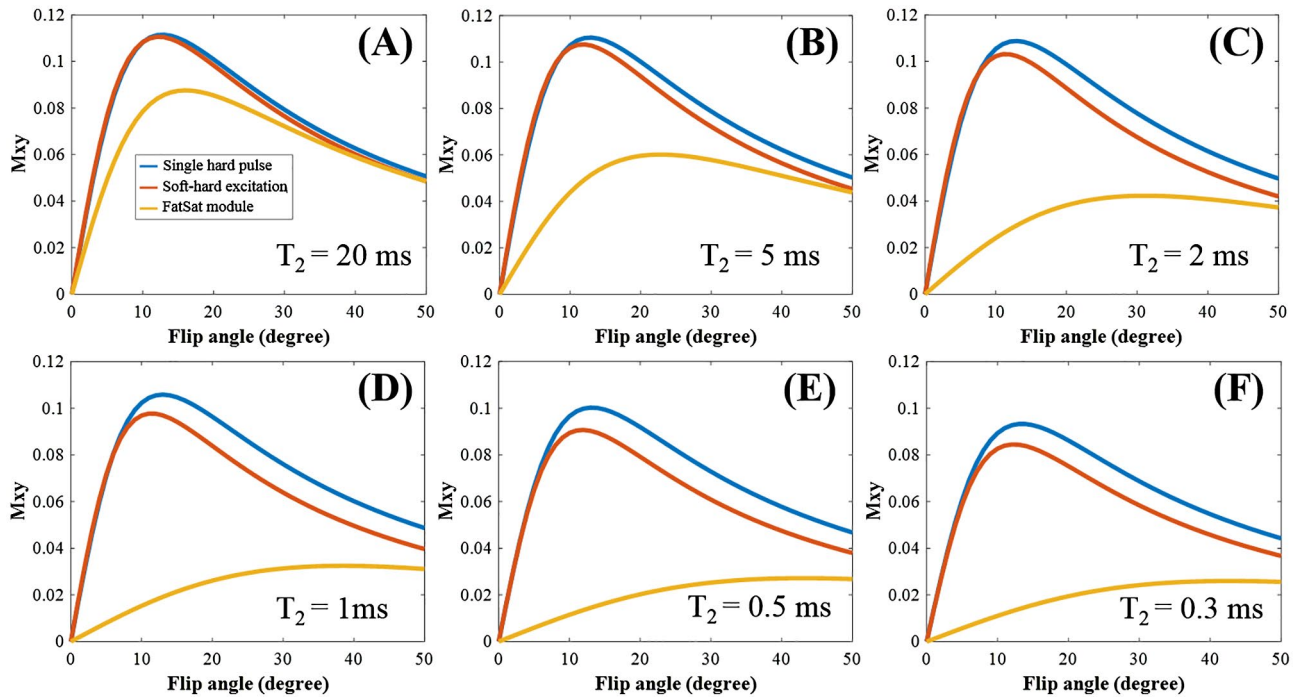 (A)
0.12
0.1
0.08
0.06
0.04
0.02
0
Mxy
Single hard pulse
Soft-hard excitation
FatSat module
T2 = 20 ms
0 10 20 30 40 50
Flip angle (degree)
(B)
0.12
0.1
0.08
0.06
0.04
0.02
0
Mxy
T2 = 5 ms
0 10 20 30 40 50
Flip angle (degree)
(C)
0.12
0.1
0.08
0.06
0.04
0.02
0
Mxy
T2 = 2 ms
0 10 20 30 40 50
Flip angle (degree)
(D)
0.12
0.1
0.08
0.06
0.04
0.02
0
Mxy
T2 = 1ms
0 10 20 30 40 50
Flip angle (degree)
(E)
0.12
0.1
0.08
0.06
0.04
0.02
0
Mxy
T2 = 0.5 ms
0 10 20 30 40 50
Flip angle (degree)
(F)
0.12
0.1
0.08
0.06
0.04
0.02
0
Mxy
T2 = 0.3 ms
0 10 20 30 40 50
Flip angle (degree)